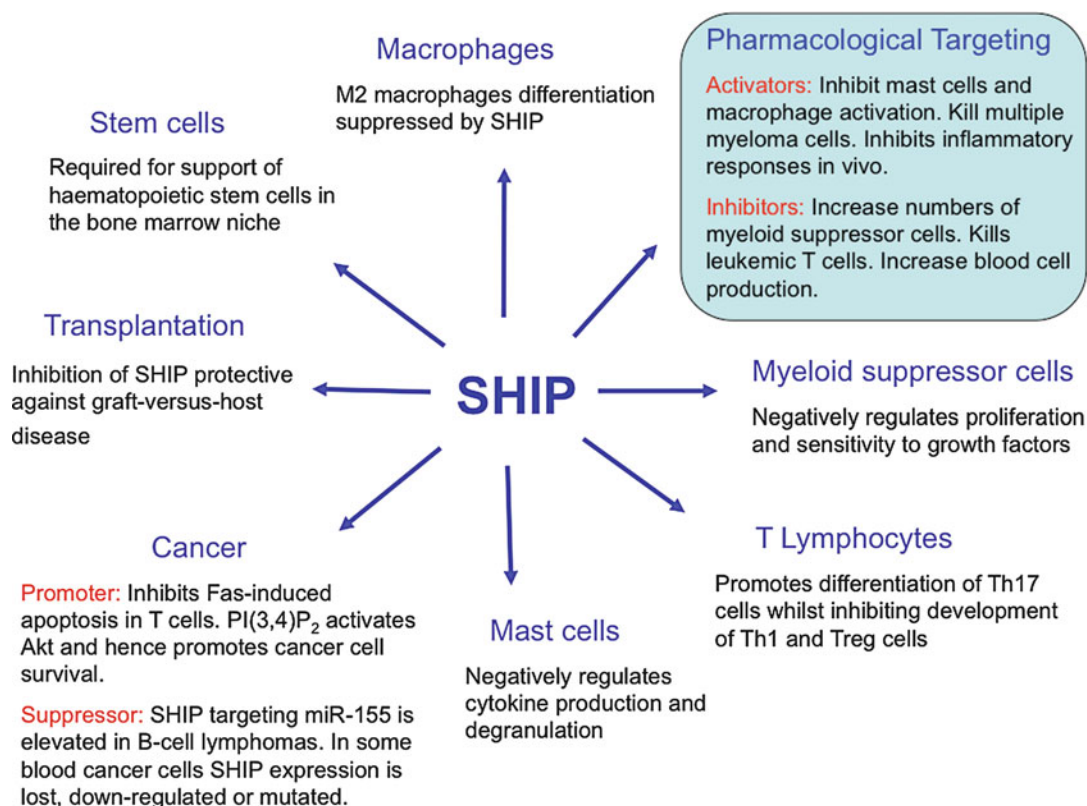 Macrophages
M2 macrophages differentiation
suppressed by SHIP
Pharmacological Targeting
Activators: Inhibit mast cells and
macrophage activation. Kill multiple
myeloma cells. Inhibits inflammatory
responses in vivo.
Inhibitors: Increase numbers of
myeloid suppressor cells. Kills
leukemic T cells. Increase blood cell
production.
Stem cells
Required for support of
haematopoietic stem cells in
the bone marrow niche
Transplantation
Inhibition of SHIP protective
against graft-versus-host
disease
SHIP
Myeloid suppressor cells
Negatively regulates proliferation
and sensitivity to growth factors
Cancer
Promoter: Inhibits Fas-induced
apoptosis in T cells. PI(3,4)P₂ activates
Akt and hence promotes cancer cell
survival.
Suppressor: SHIP targeting miR-155 is
elevated in B-cell lymphomas. In some
blood cancer cells SHIP expression is
lost, down-regulated or mutated.
Mast cells
Negatively regulates
cytokine production and
degranulation
T Lymphocytes
Promotes differentiation of Th17
cells whilst inhibiting development
of Th1 and Treg cells